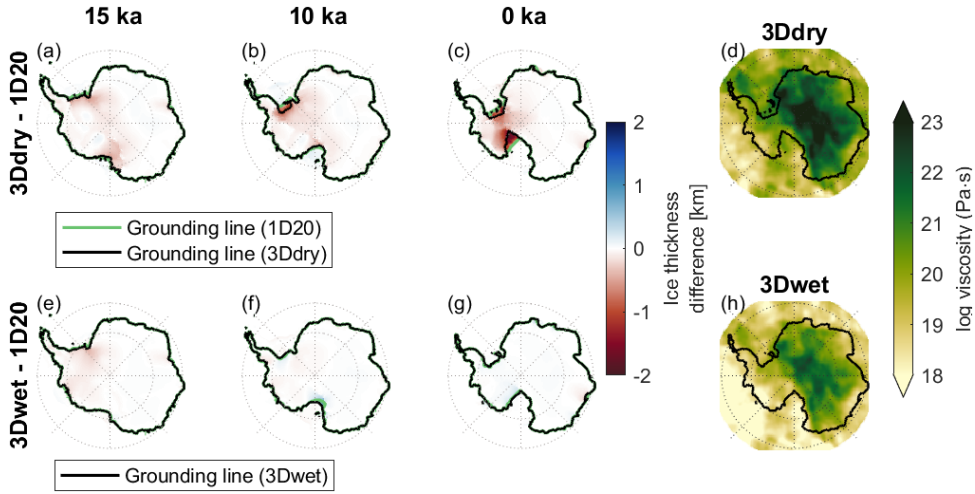 15 ka
10 ka
0 ka
3Ddry
(a)
(b)
(c)
(d)
3Ddry - 1D20
Grounding line (1D20)
Grounding line (3Ddry)
2
1
0
-1
-2
Ice thickness
difference [km]
23
22
21
20
19
18
log viscosity (Pa·s)
3Dwet
(e)
(f)
(g)
(h)
3Dwet - 1D20
Grounding line (3Dwet)